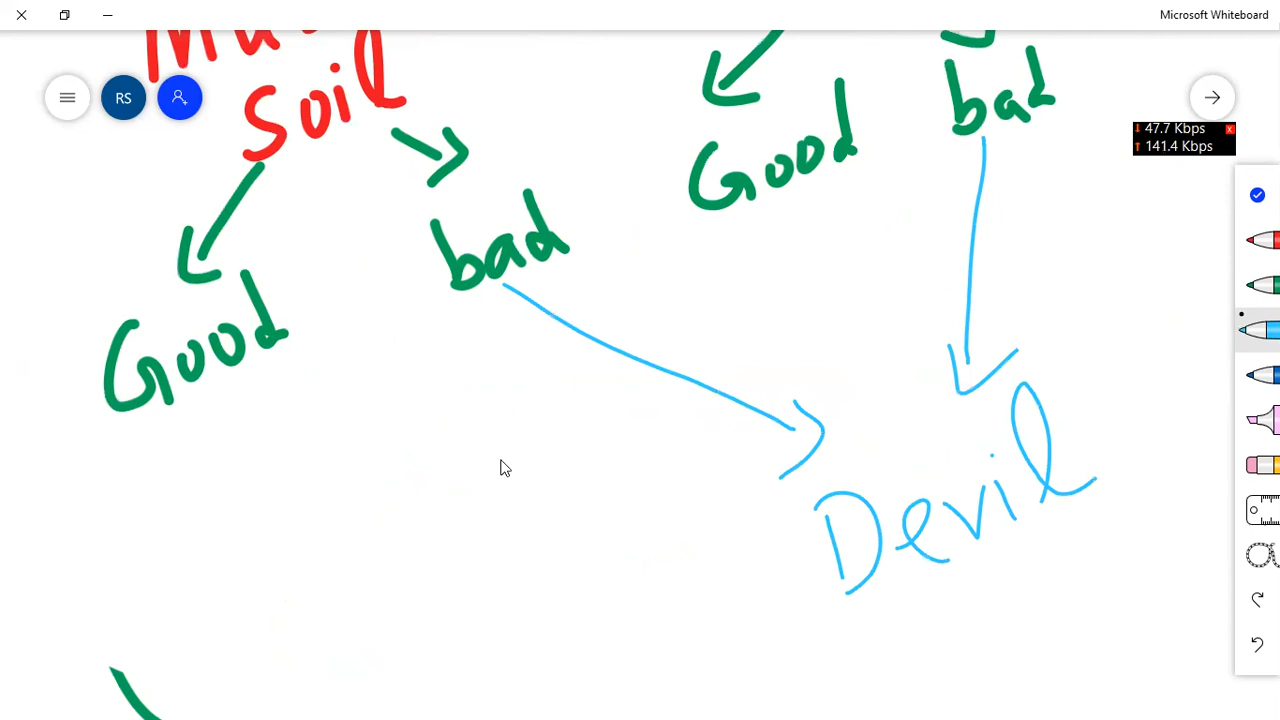 Microsoft Whiteboard
RS
47.7 Kbps
141.4 Kbps
Soil
bad
Good
bad
Good
Devil